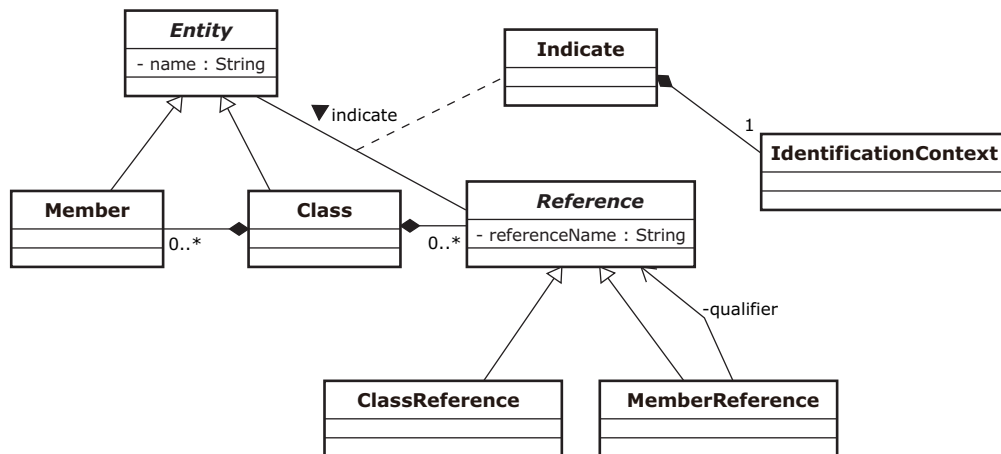 Entity
- name : String
Indicate
▼indicate
1
IdentificationContext
Member
Class
Reference
- referenceName : String
0..*
0..*
-qualifier
ClassReference
MemberReference